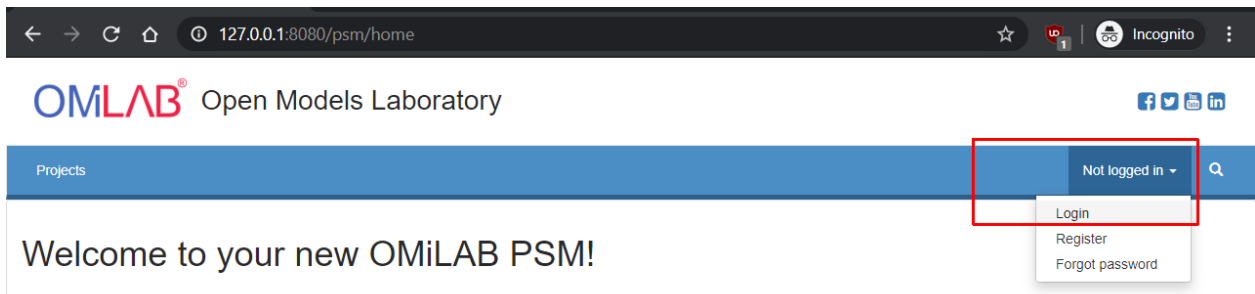 127.0.0.1:8080/psm/home
1
Incognito
OMiLAB® Open Models Laboratory
Projects
Not logged in
Login
Register
Forgot password
Welcome to your new OMiLAB PSM!